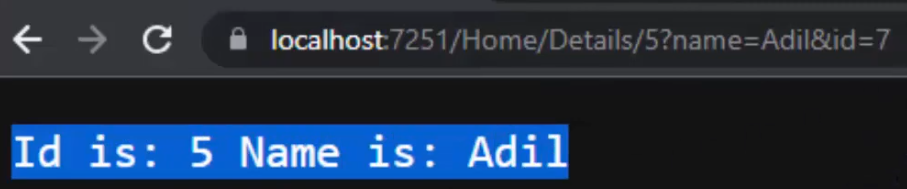 localhost:7251/Home/Details/5?name=Adil&id=7
Id is: 5 Name is: Adil